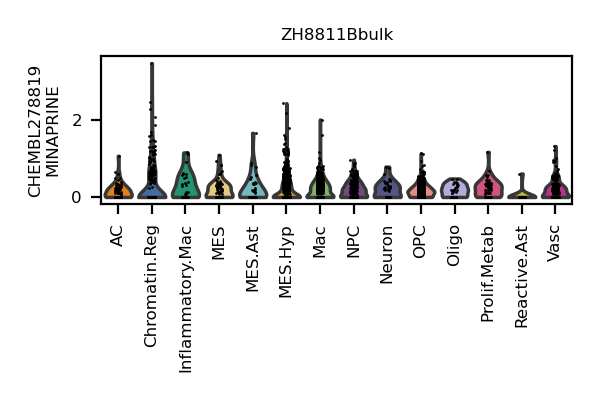 ZH8811Bbulk
CHEMBL278819
MINAPRINE
2
0
AC
Chromatin.Reg
Inflammatory.Mac
MES
MES.Ast
MES.Hyp
Mac
NPC
Neuron
OPC
Oligo
Prolif.Metab
Reactive.Ast
Vasc